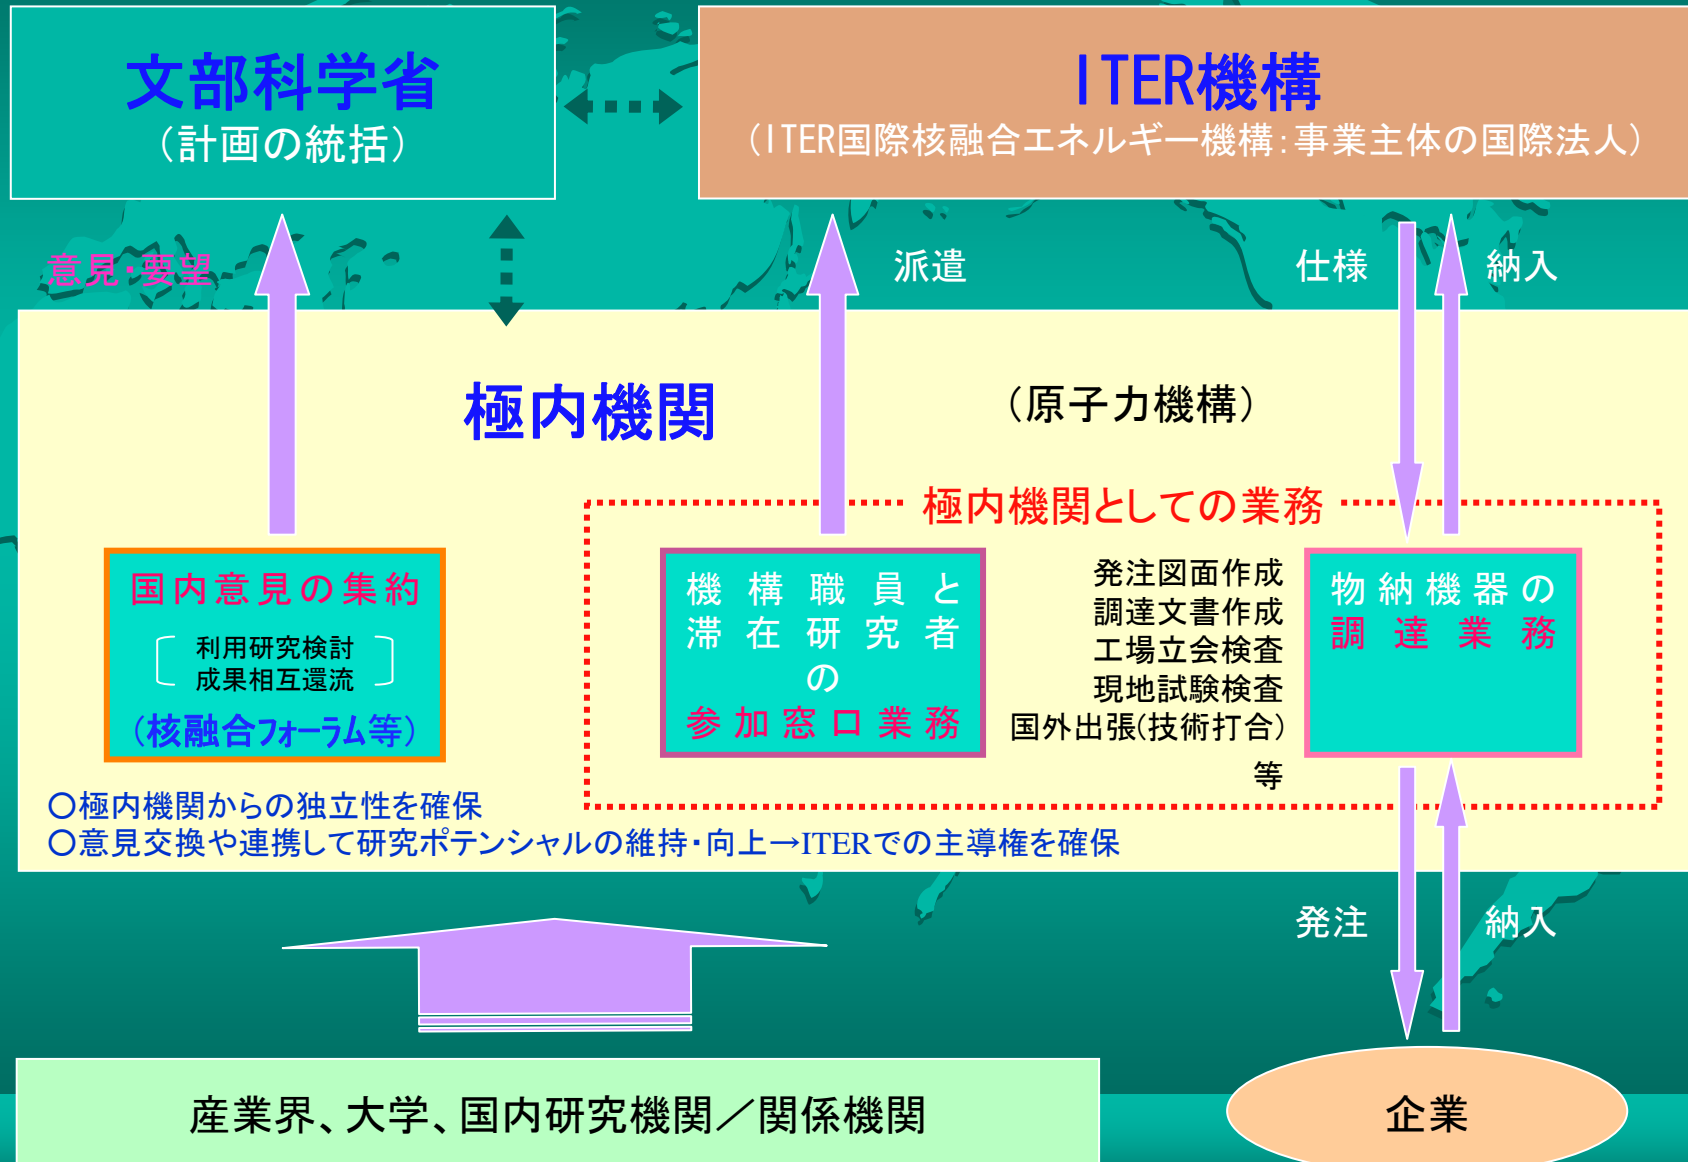 文部科学省
（計画の統括）
ITER機構
（ITER国際核融合エネルギー機構：事業主体の国際法人）
意見・要望
派遣
仕様
納入
極内機関
（原子力機構）
極内機関としての業務
国内意見の集約
利用研究検討
成果相互還流
（核融合フォーラム等）
機構職員と
滞在研究者
の
参加窓口業務
発注図面作成
調達文書作成
工場立会検査
現地試験検査
国外出張(技術打合)
等
物納機器の
調達業務
○極内機関からの独立性を確保
○意見交換や連携して研究ポテンシャルの維持・向上→ITERでの主導権を確保
発注
納入
産業界、大学、国内研究機関／関係機関
企業